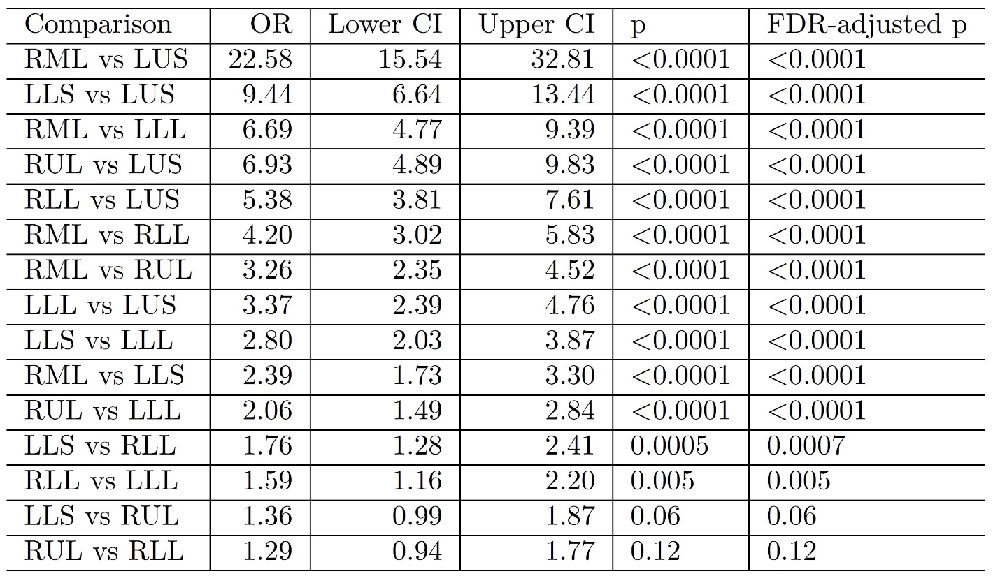 Comparison OR Lower CI Upper CI p FDR-adjusted p
RML vs LUS 22.58 15.54 32.81 <0.0001 <0.0001
LLS vs LUS 9.44 6.64 13.44 <0.0001 <0.0001
RML vs LLL 6.69 4.77 9.39 <0.0001 <0.0001
RUL vs LUS 6.93 4.89 9.83 <0.0001 <0.0001
RLL vs LUS 5.38 3.81 7.61 <0.0001 <0.0001
RML vs RLL 4.20 3.02 5.83 <0.0001 <0.0001
RML vs RUL 3.26 2.35 4.52 <0.0001 <0.0001
LLL vs LUS 3.37 2.39 4.76 <0.0001 <0.0001
LLS vs LLL 2.80 2.03 3.87 <0.0001 <0.0001
RML vs LLS 2.39 1.73 3.30 <0.0001 <0.0001
RUL vs LLL 2.06 1.49 2.84 <0.0001 <0.0001
LLS vs RLL 1.76 1.28 2.41 0.0005 0.0007
RLL vs LLL 1.59 1.16 2.20 0.005 0.005
LLS vs RUL 1.36 0.99 1.87 0.06 0.06
RUL vs RLL 1.29 0.94 1.77 0.12 0.12